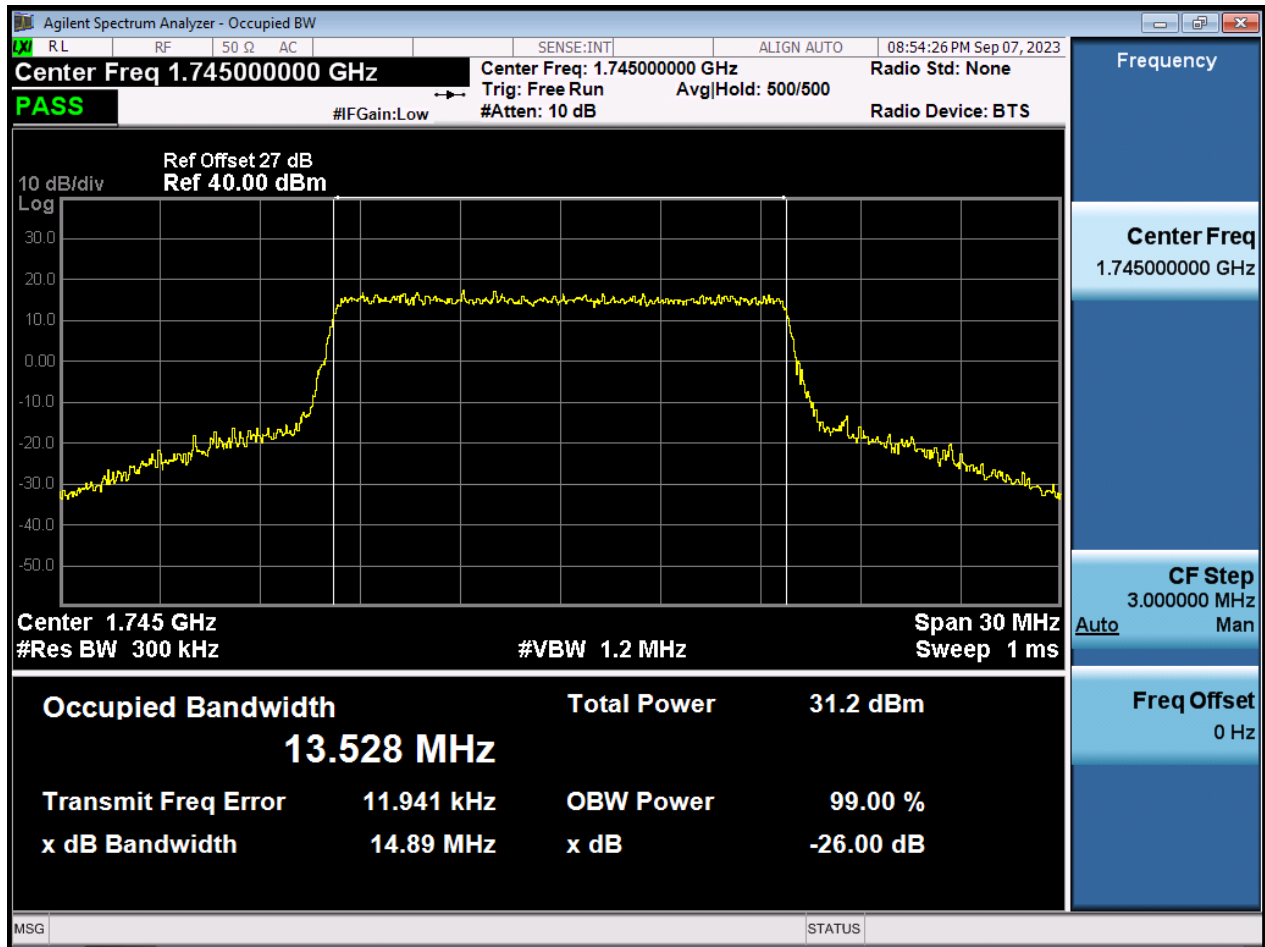 Agilent Spectrum Analyzer - Occupied BW
LXI RL RF 50 Ω AC SENSE:INT ALIGN AUTO 08:54:26 PM Sep 07, 2023
Center Freq 1.745000000 GHz
PASS
#IFGain:Low
Center Freq: 1.745000000 GHz
Trig: Free Run Avg|Hold: 500/500
#Atten: 10 dB
Radio Std: None
Radio Device: BTS
Ref Offset 27 dB
10 dB/div Ref 40.00 dBm
Log
30.0
20.0
10.0
0.00
-10.0
-20.0
-30.0
-40.0
-50.0
Center 1.745 GHz Span 30 MHz
#Res BW 300 kHz #VBW 1.2 MHz Sweep 1 ms
Occupied Bandwidth Total Power 31.2 dBm
13.528 MHz
Transmit Freq Error 11.941 kHz OBW Power 99.00 %
x dB Bandwidth 14.89 MHz x dB -26.00 dB
MSG STATUS
Frequency
Center Freq
1.745000000 GHz
CF Step
3.000000 MHz
Auto Man
Freq Offset
0 Hz